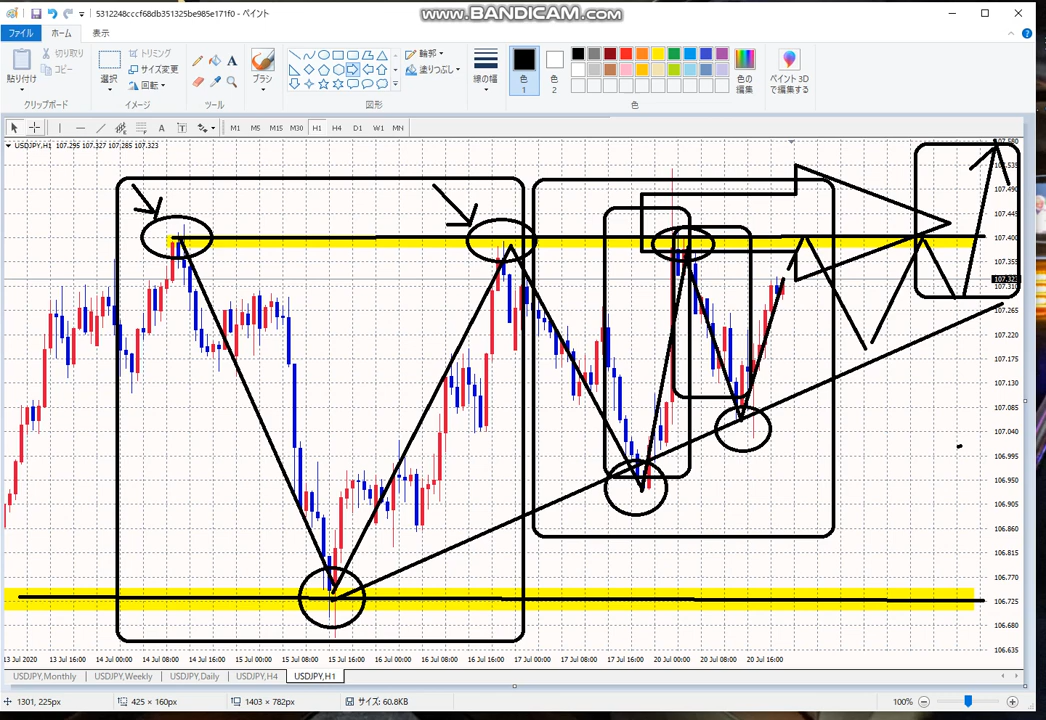 5312248cccf68db351325be985e171f0 - ペイント
www.BANDICAM.com
ファイル ホーム 表示
貼り付け 切り取り コピー
選択 トリミング サイズ変更 回転
ブラシ
輪郭 塗りつぶし
線の幅
色 1
色 2
色の 編集
ペイント 3D で編集する
クリップボード イメージ ツール 図形 色
A T M1 M5 M15 M30 H1 H4 D1 W1 MN
USDJPY,H1 107.295 107.327 107.285 107.323
107.580
107.535
107.490
107.445
107.400
107.355
107.323
107.310
107.265
107.220
107.175
107.130
107.085
107.040
106.995
106.950
106.905
106.860
106.815
106.770
106.725
106.680
106.635
13 Jul 2020 13 Jul 16:00 14 Jul 00:00 14 Jul 08:00 14 Jul 16:00 15 Jul 00:00 15 Jul 08:00 15 Jul 16:00 16 Jul 00:00 16 Jul 08:00 16 Jul 16:00 17 Jul 00:00 17 Jul 08:00 17 Jul 16:00 20 Jul 00:00 20 Jul 08:00 20 Jul 16:00
USDJPY,Monthly USDJPY,Weekly USDJPY,Daily USDJPY,H4 USDJPY,H1
1301, 225px 425 × 160px 1403 × 782px サイズ: 60.8KB 100%